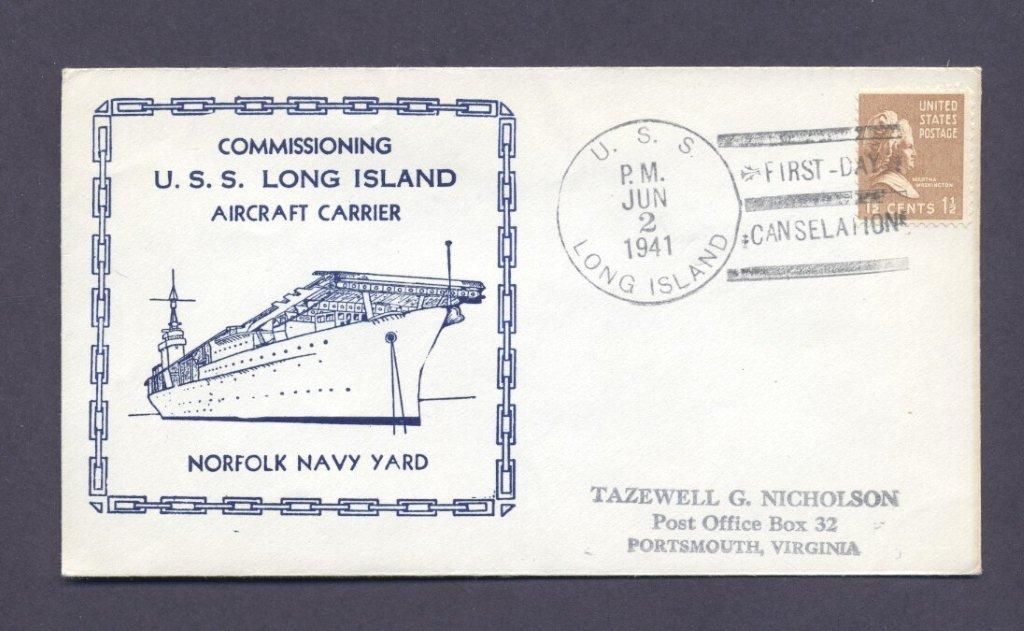 COMMISSIONING
U. S. S. LONG ISLAND
AIRCRAFT CARRIER
NORFOLK NAVY YARD
U. S. S.
P.M.
JUN
2
1941
LONG ISLAND
FIRST-DAY
CANSELATION
UNITED
STATES
POSTAGE
MARTHA
WASHINGTON
1½ CENTS 1½
TAZEWELL G. NICHOLSON
Post Office Box 32
PORTSMOUTH, VIRGINIA